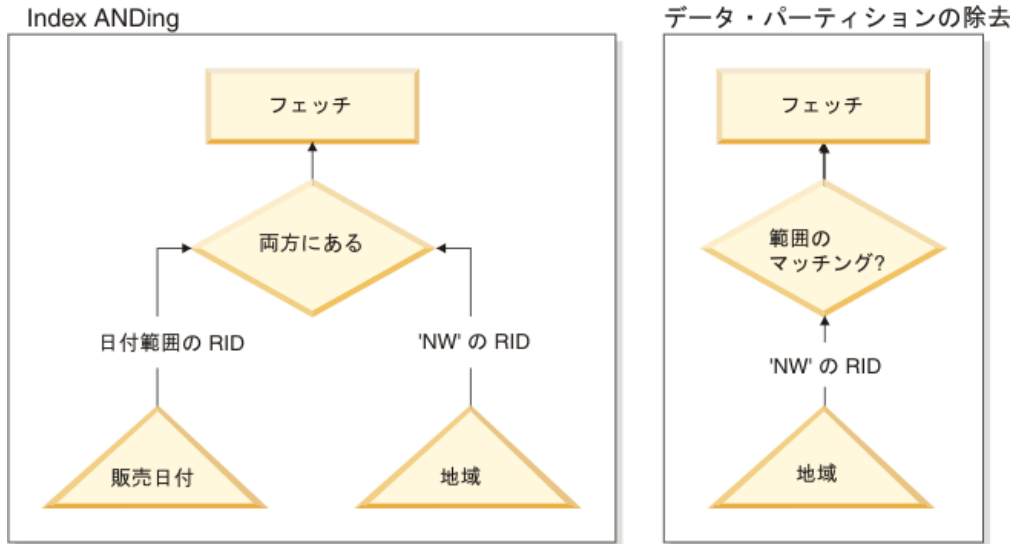 Index ANDing
フェッチ
両方にある
日付範囲の RID
'NW' の RID
販売日付
地域
データ・パーティションの除去
フェッチ
範囲の
マッチング?
'NW' の RID
地域